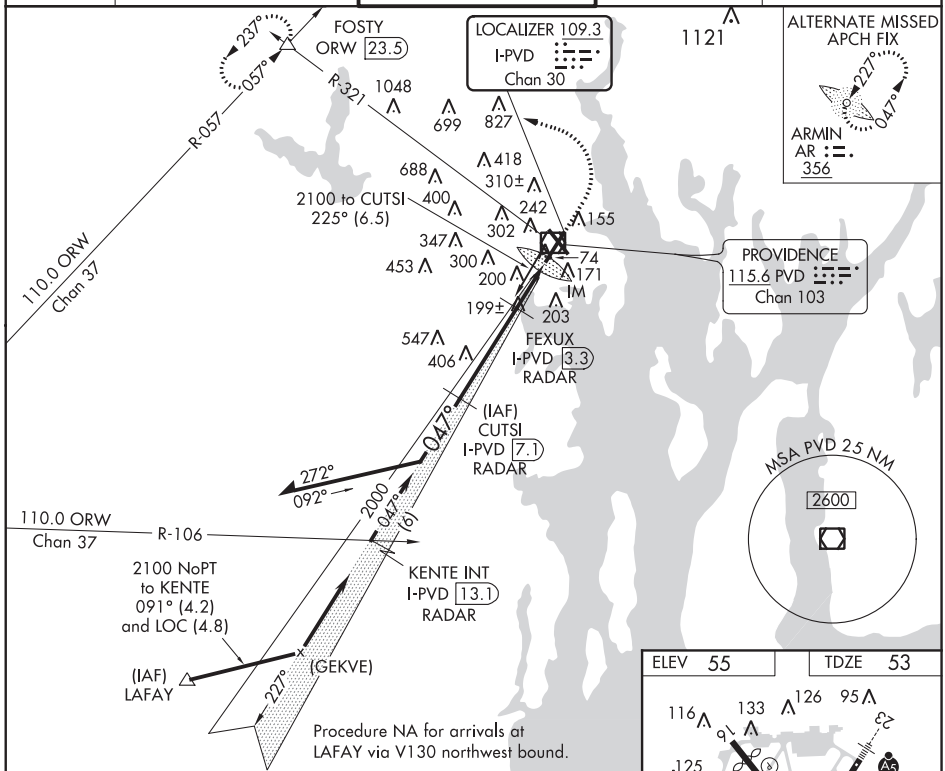 FOSTY
ORW 23.5
237°
057°
R-057
R-321
110.0 ORW
Chan 37
LOCALIZER 109.3
I-PVD
Chan 30
1121
ALTERNATE MISSED
APCH FIX
227°
047°
ARMIN
AR
356
1048
699
827
418
688
310±
400
242
155
302
2100 to CUTSI
225° (6.5)
347
300
453
200
74
171
IM
199±
203
PROVIDENCE
115.6 PVD
Chan 103
547
406
FEXUX
I-PVD 3.3
RADAR
(IAF)
CUTSI
I-PVD 7.1
RADAR
047°
272°
092°
2000
047°
(6)
110.0 ORW
Chan 37
R-106
KENTE INT
I-PVD 13.1
RADAR
2100 NoPT
to KENTE
091° (4.2)
and LOC (4.8)
(IAF)
LAFAY
(GEKVE)
227°
Procedure NA for arrivals at
LAFAY via V130 northwest bound.
MSA PVD 25 NM
2600
ELEV 55
TDZE 53
116
133
126
95
16
23
125
A5